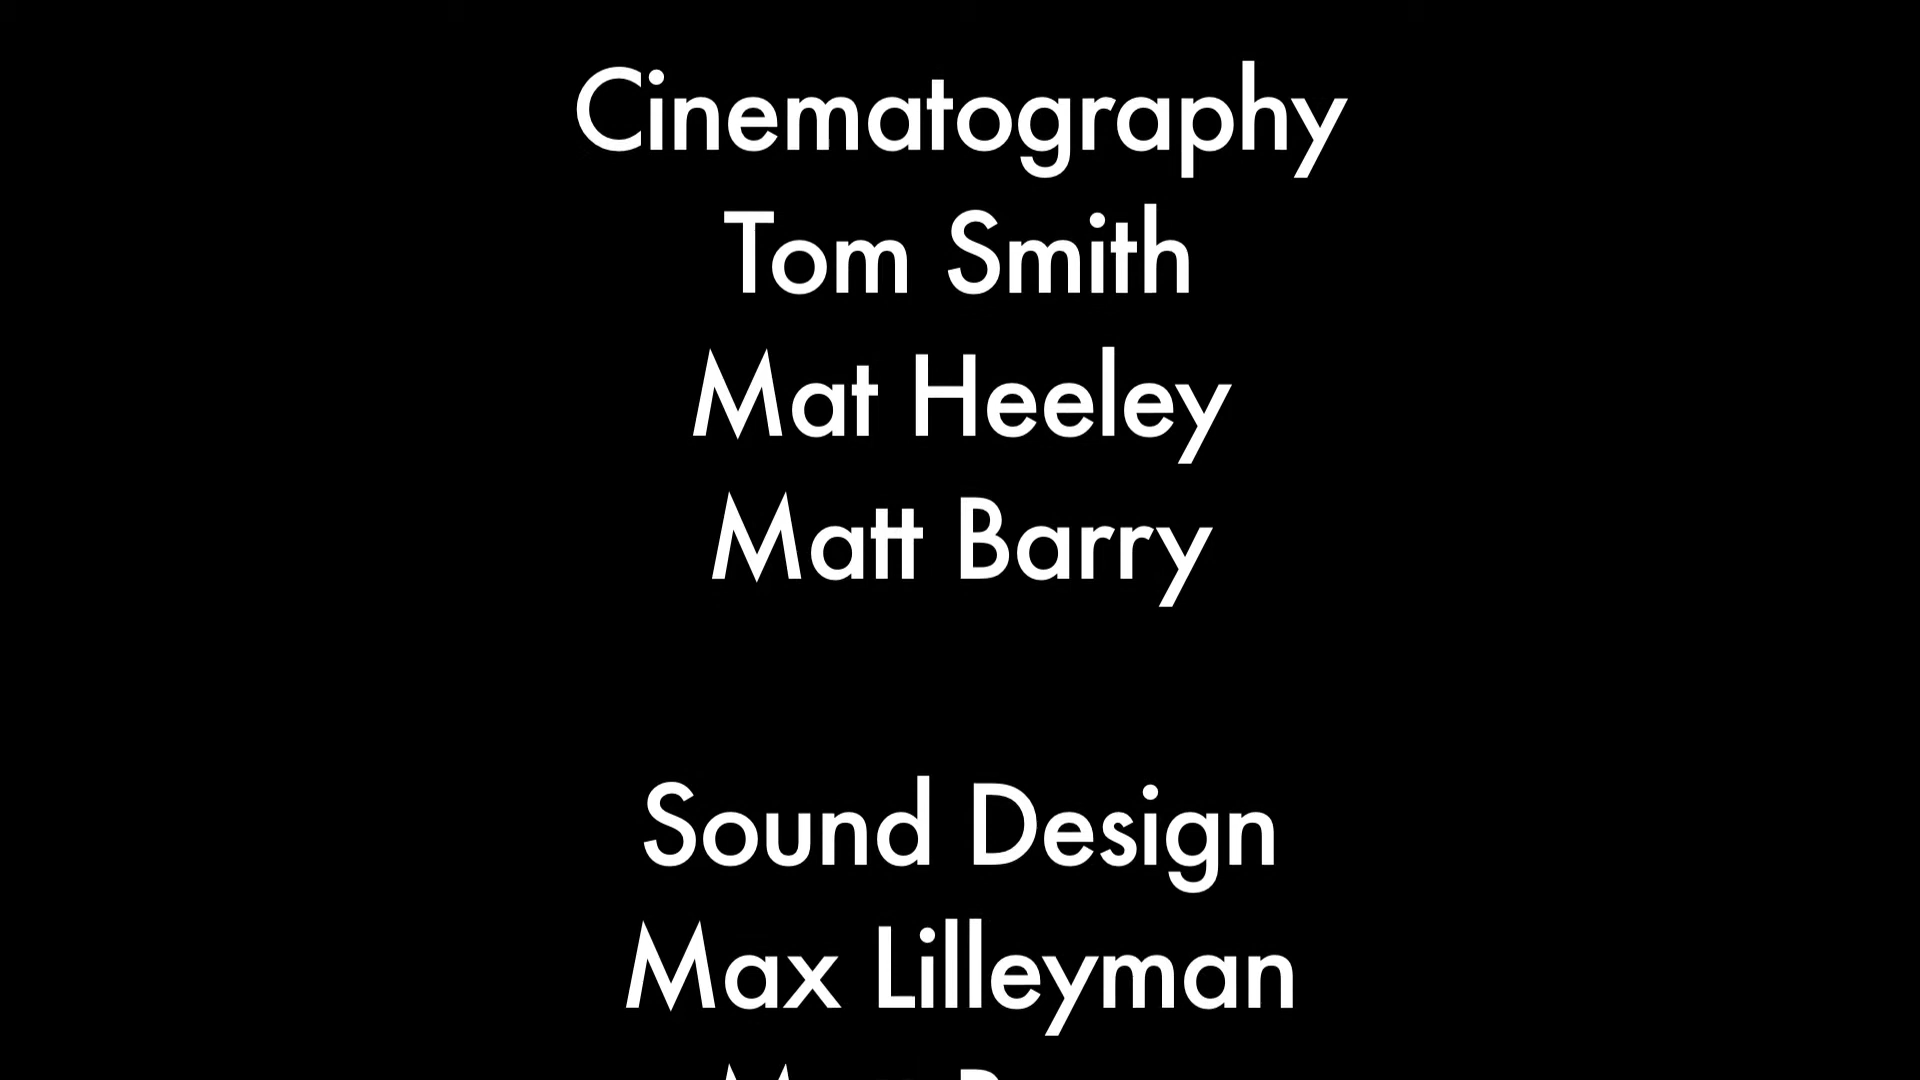 Cinematography
Tom Smith
Mat Heeley
Matt Barry
Sound Design
Max Lilleyman